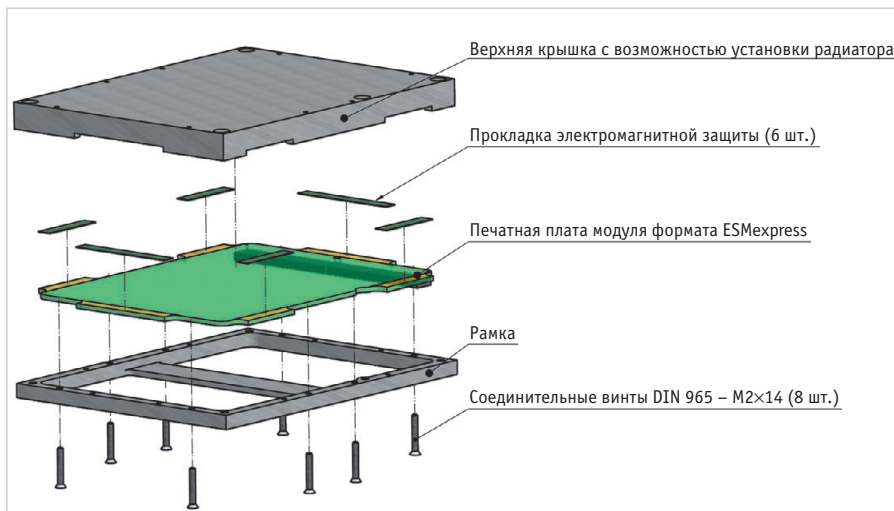 Верхняя крышка с возможностью установки радиатора
Прокладка электромагнитной защиты (6 шт.)
Печатная плата модуля формата ESMexpress
Рамка
Соединительные винты DIN 965 – M2×14 (8 шт.)